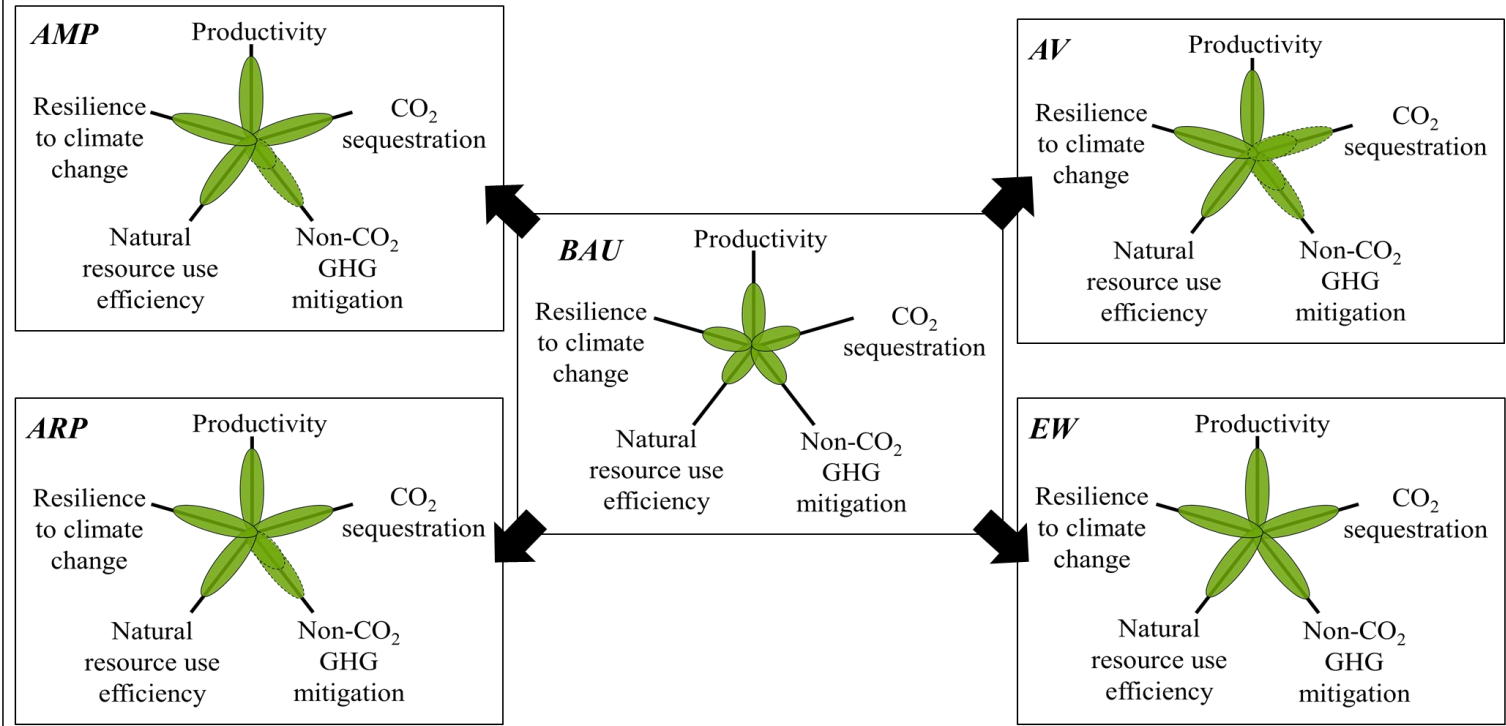 AMP
Productivity
Resilience
to climate
change
CO₂
sequestration
Natural
resource use
efficiency
Non-CO₂
GHG
mitigation
AV
Productivity
Resilience
to climate
change
CO₂
sequestration
Natural
resource use
efficiency
Non-CO₂
GHG
mitigation
BAU
Productivity
Resilience
to climate
change
CO₂
sequestration
Natural
resource use
efficiency
Non-CO₂
GHG
mitigation
ARP
Productivity
Resilience
to climate
change
CO₂
sequestration
Natural
resource use
efficiency
Non-CO₂
GHG
mitigation
EW
Productivity
Resilience
to climate
change
CO₂
sequestration
Natural
resource use
efficiency
Non-CO₂
GHG
mitigation